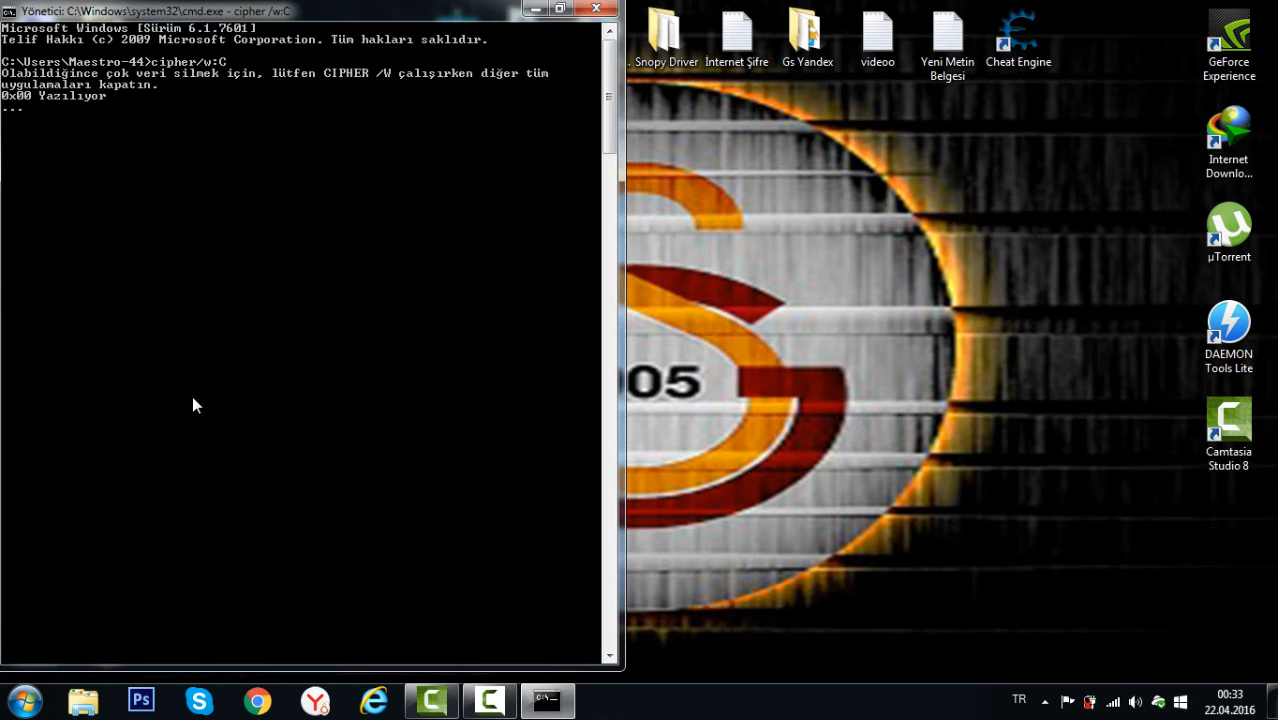 Yönetici: C:\Windows\system32\cmd.exe - cipher /w:C
Microsoft Windows [Sürüm 6.1.7601]
Telif Hakkı (c) 2009 Microsoft Corporation. Tüm hakları saklıdır.
C:\Users\Maestro-41>cipher/w:C
Olabildiğince çok veri silmek için, lütfen CIPHER /W çalışırken diğer tüm
uygulamaları kapatın.
0x00 Yazılıyor
...
... Snopy Driver
Internet Şifre
Gs Yandex
videoo
Yeni Metin
Belgesi
Cheat Engine
GeForce
Experience
Internet
Downlo...
µTorrent
DAEMON
Tools Lite
Camtasia
Studio 8
05
Ps
TR
00:33
22.04.2016